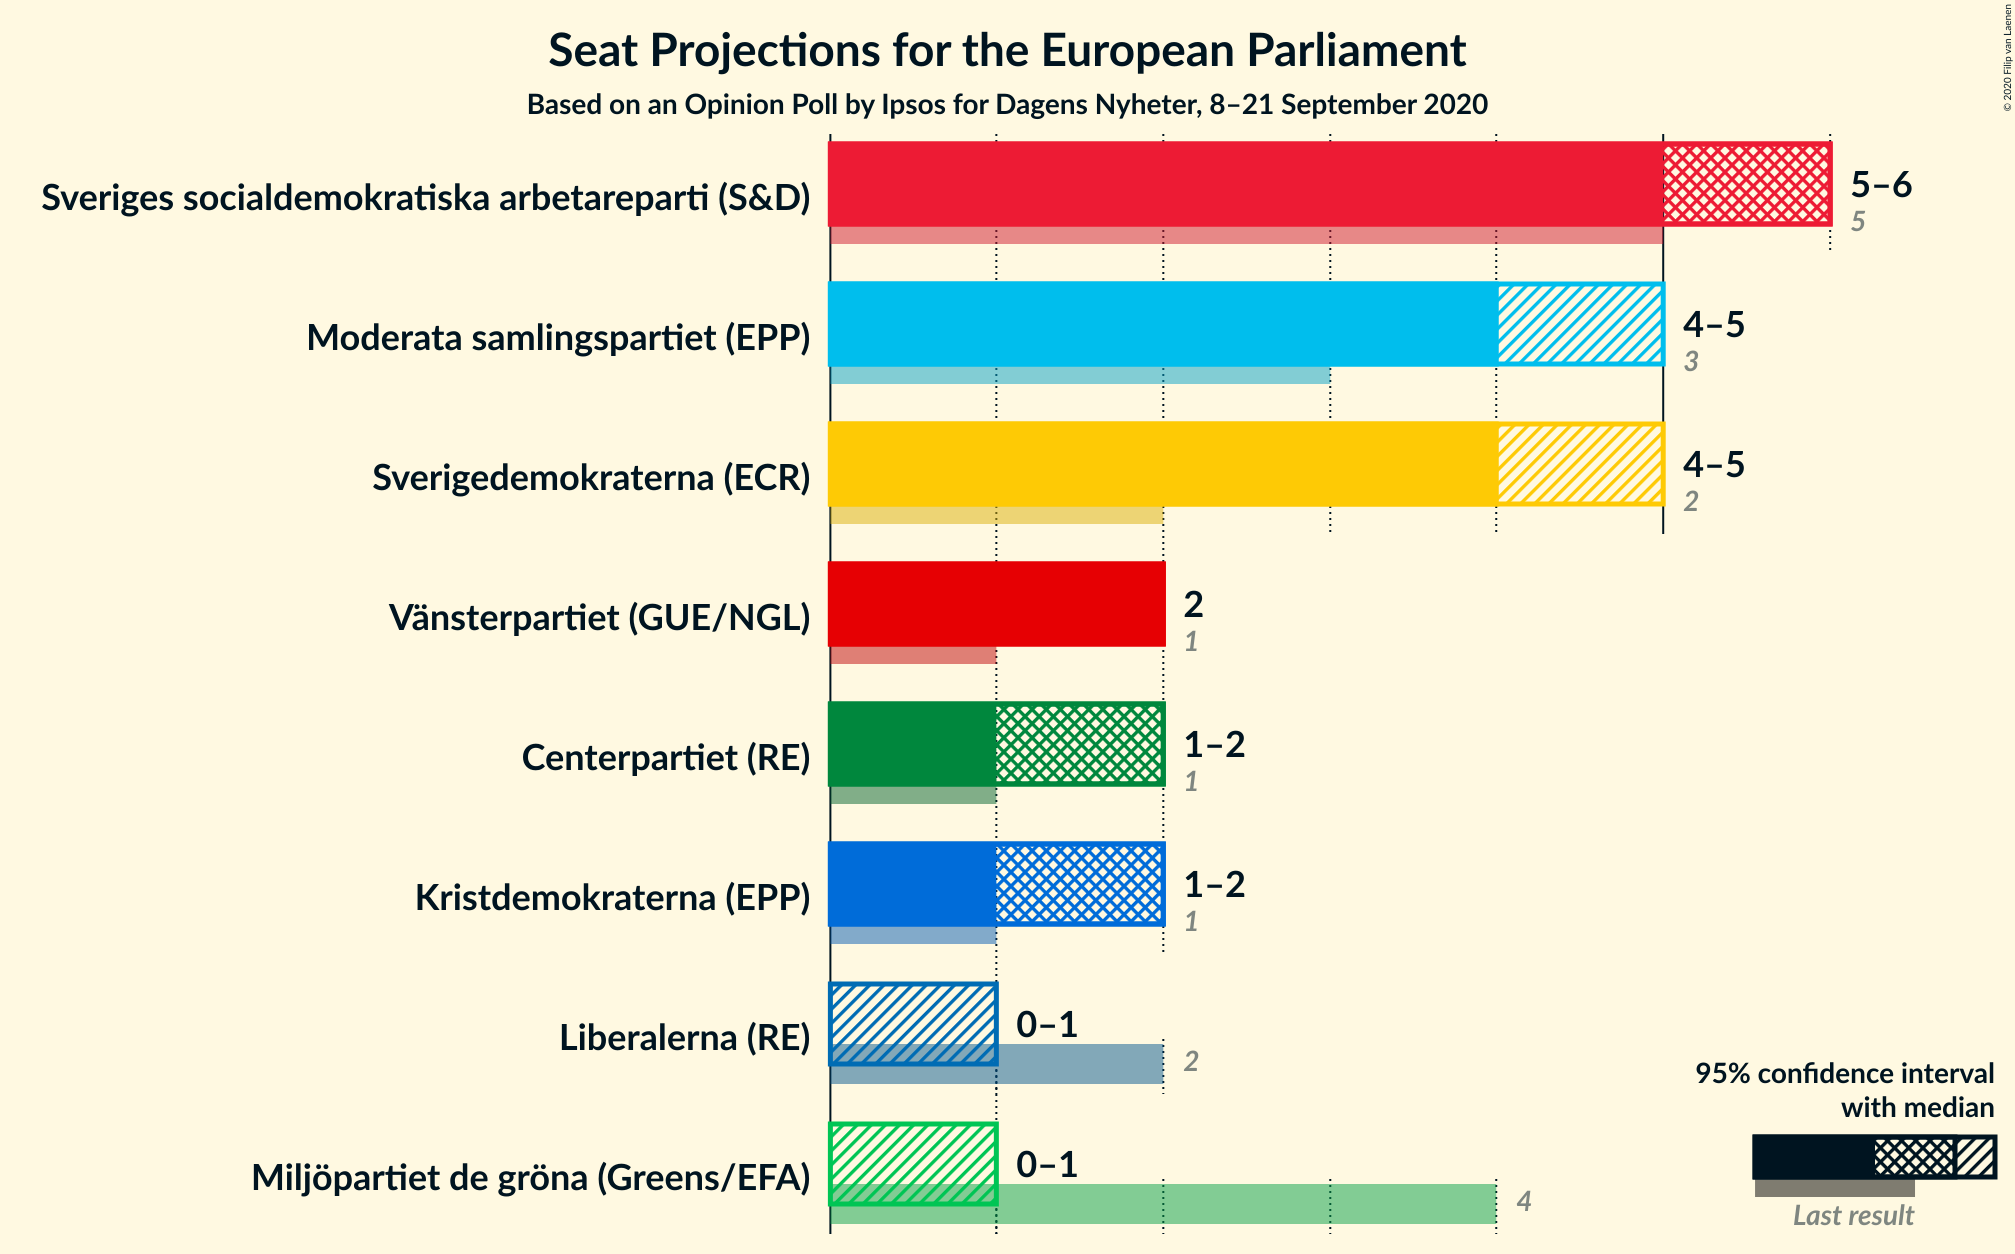 Seat Projections for the European Parliament
Based on an Opinion Poll by Ipsos for Dagens Nyheter, 8–21 September 2020
© 2020 Filip van Laenen
Sveriges socialdemokratiska arbetareparti (S&D)
5–6
5
Moderata samlingspartiet (EPP)
4–5
3
Sverigedemokraterna (ECR)
4–5
2
Vänsterpartiet (GUE/NGL)
2
1
Centerpartiet (RE)
1–2
1
Kristdemokraterna (EPP)
1–2
1
Liberalerna (RE)
0–1
2
Miljöpartiet de gröna (Greens/EFA)
0–1
4
95% confidence interval
with median
Last result